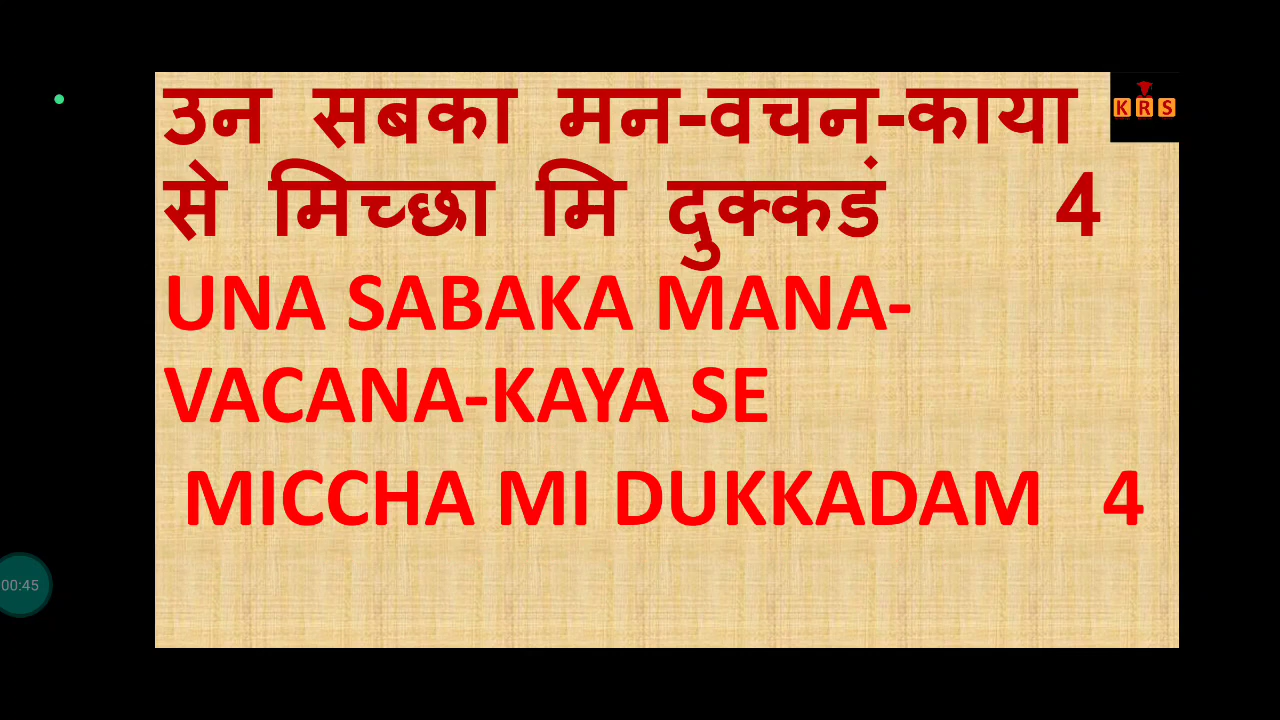 उन सबका मन-वचन-काया
KRS
से मिच्छा मि दुक्कडं 4
UNA SABAKA MANA-
VACANA-KAYA SE
MICCHA MI DUKKADAM 4
00:45